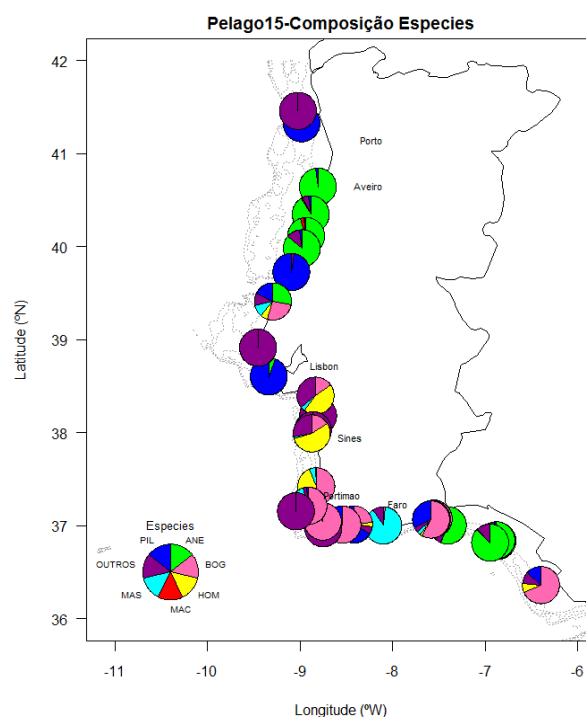 Pelago15-Composição Especies
42
41
40
39
38
37
36
Latitude (ºN)
Porto
Aveiro
Lisbon
Sines
Portimao
Faro
Especies
PIL
ANE
OUTROS
BOG
MAS
HOM
MAC
-11
-10
-9
-8
-7
-6
Longitude (ºW)